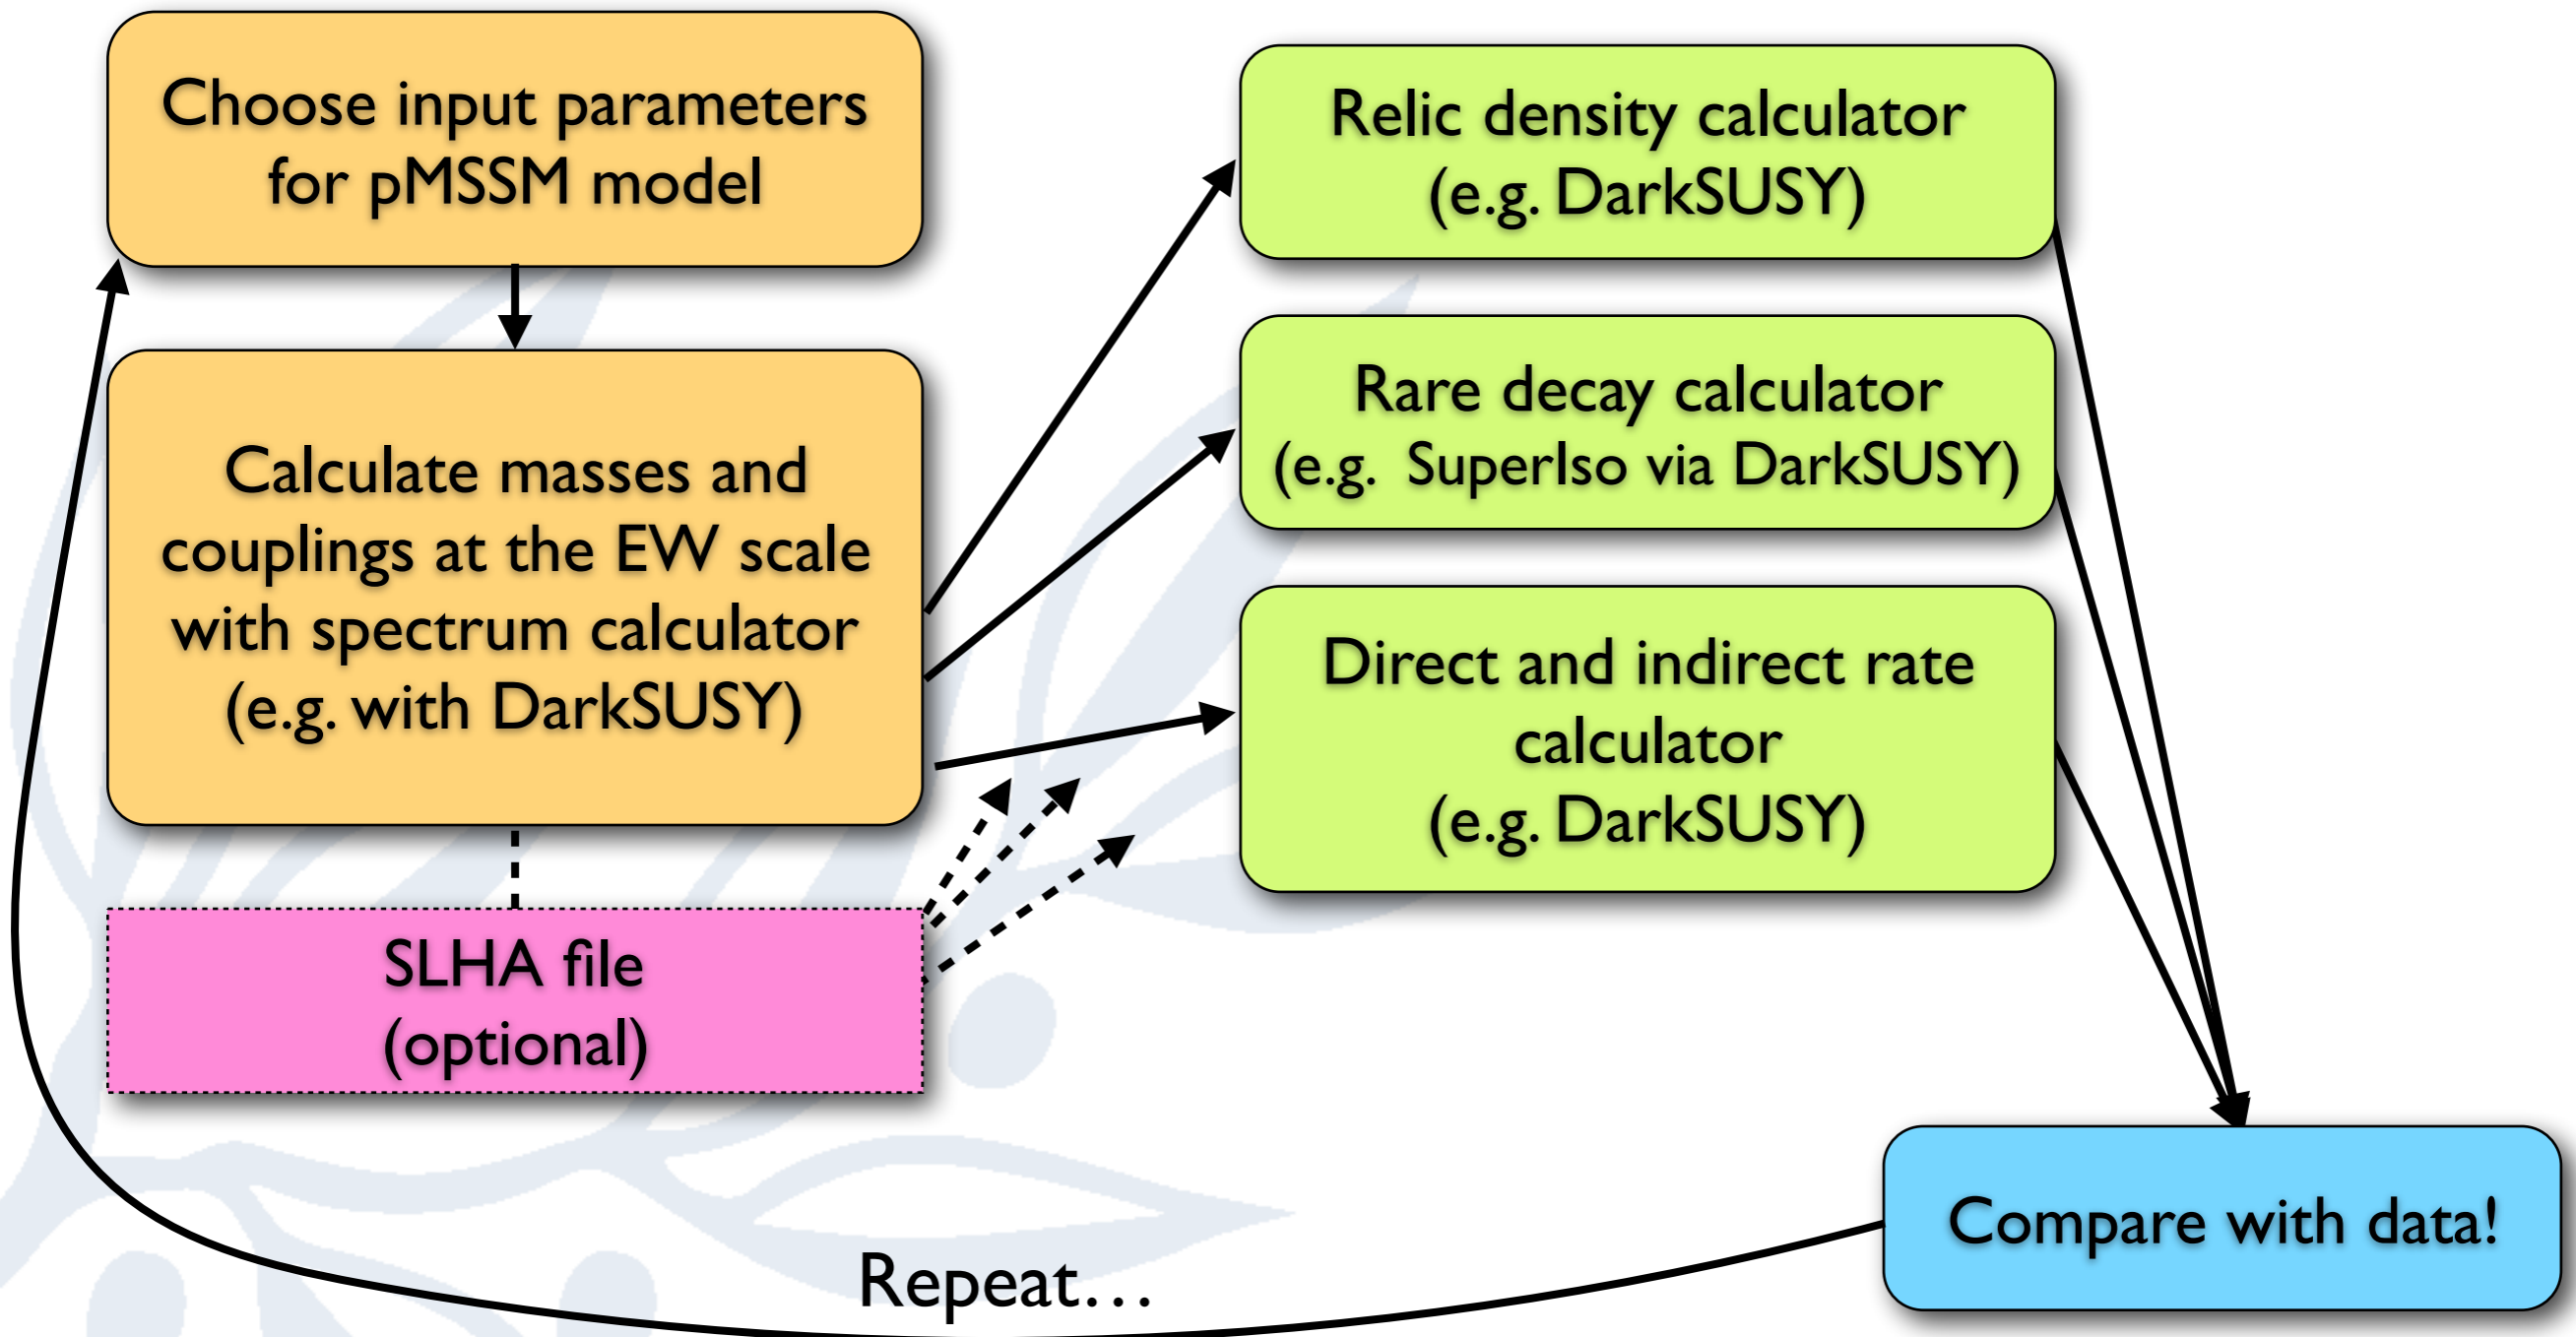 Choose input parameters
for pMSSM model
Calculate masses and
couplings at the EW scale
with spectrum calculator
(e.g. with DarkSUSY)
SLHA file
(optional)
Relic density calculator
(e.g. DarkSUSY)
Rare decay calculator
(e.g. SuperIso via DarkSUSY)
Direct and indirect rate
calculator
(e.g. DarkSUSY)
Compare with data!
Repeat…